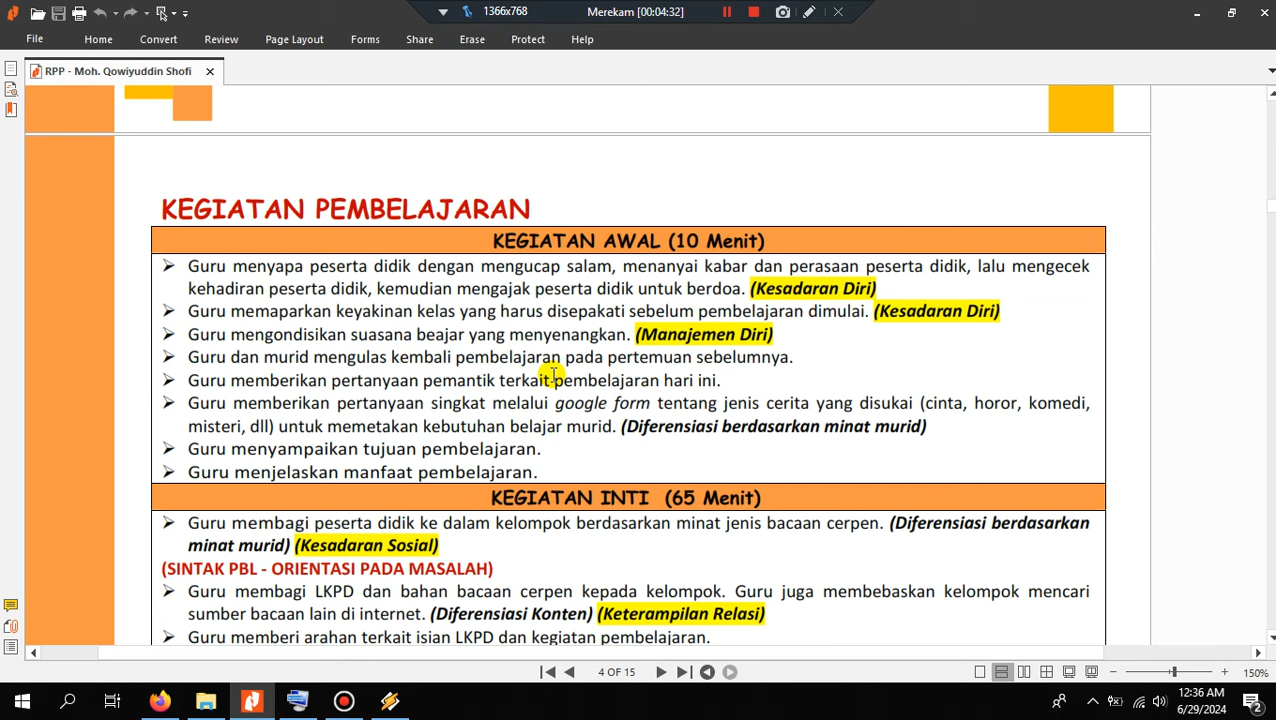 1366x768
Merekam [00:04:32]
File Home Convert Review Page Layout Forms Share Erase Protect Help
RPP - Moh. Qowiyuddin Shofi
KEGIATAN PEMBELAJARAN
KEGIATAN AWAL (10 Menit)
Guru menyapa peserta didik dengan mengucap salam, menanyai kabar dan perasaan peserta didik, lalu mengecek
kehadiran peserta didik, kemudian mengajak peserta didik untuk berdoa. (Kesadaran Diri)
Guru memaparkan keyakinan kelas yang harus disepakati sebelum pembelajaran dimulai. (Kesadaran Diri)
Guru mengondisikan suasana beajar yang menyenangkan. (Manajemen Diri)
Guru dan murid mengulas kembali pembelajaran pada pertemuan sebelumnya.
Guru memberikan pertanyaan pemantik terkait pembelajaran hari ini.
Guru memberikan pertanyaan singkat melalui google form tentang jenis cerita yang disukai (cinta, horor, komedi,
misteri, dll) untuk memetakan kebutuhan belajar murid. (Diferensiasi berdasarkan minat murid)
Guru menyampaikan tujuan pembelajaran.
Guru menjelaskan manfaat pembelajaran.
KEGIATAN INTI (65 Menit)
Guru membagi peserta didik ke dalam kelompok berdasarkan minat jenis bacaan cerpen. (Diferensiasi berdasarkan
minat murid) (Kesadaran Sosial)
(SINTAK PBL - ORIENTASI PADA MASALAH)
Guru membagi LKPD dan bahan bacaan cerpen kepada kelompok. Guru juga membebaskan kelompok mencari
sumber bacaan lain di internet. (Diferensiasi Konten) (Keterampilan Relasi)
Guru memberi arahan terkait isian LKPD dan kegiatan pembelajaran.
4 OF 15
150%
12:36 AM
6/29/2024
2